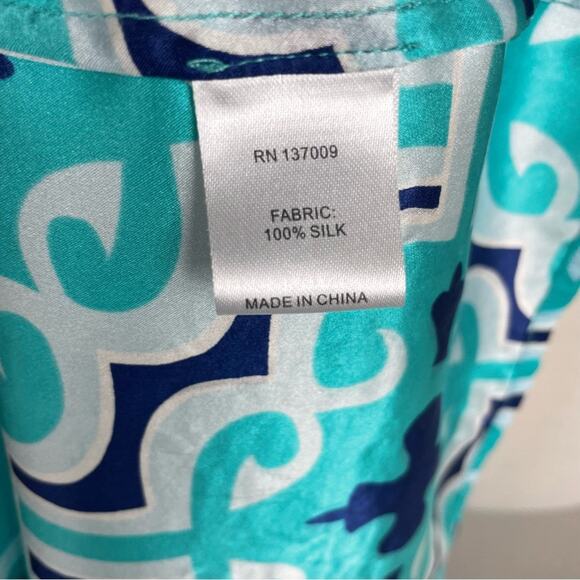 RN 137009
FABRIC:
100% SILK
MADE IN CHINA